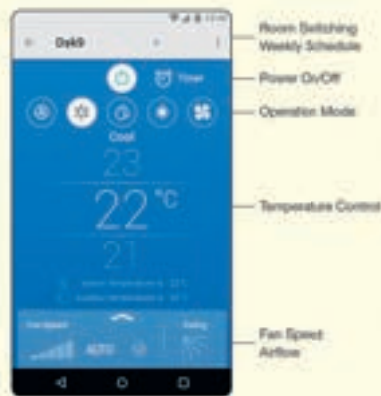 Room Switching
Weekly Schedule
Power On/Off
Timer
Operation Mode
Cool
23
22 °C
Temperature Control
21
Fan Speed
AUTO
Swing
Fan Speed
Airflow